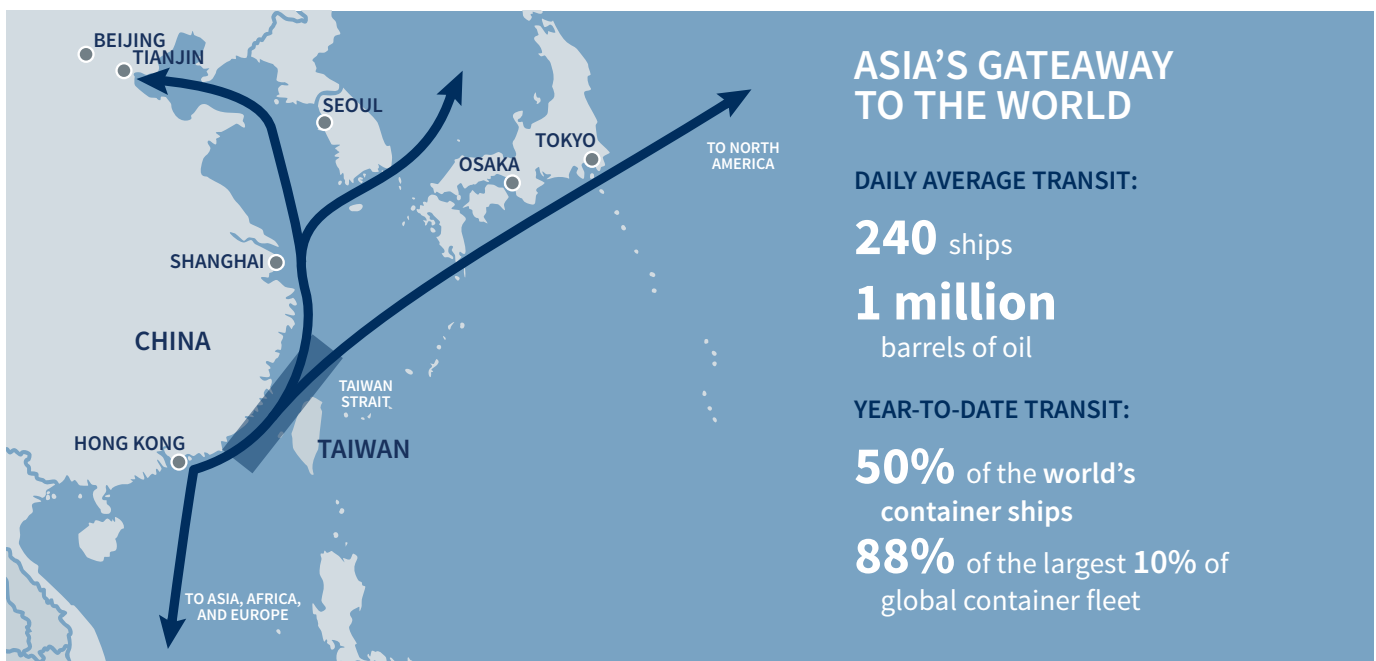 BEIJING
TIANJIN
SEOUL
TOKYO
OSAKA
TO NORTH
AMERICA
SHANGHAI
CHINA
TAIWAN
STRAIT
HONG KONG
TAIWAN
TO ASIA, AFRICA,
AND EUROPE
ASIA'S GATEAWAY
TO THE WORLD
DAILY AVERAGE TRANSIT:
240 ships
1 million
barrels of oil
YEAR-TO-DATE TRANSIT:
50% of the world's
container ships
88% of the largest 10% of
global container fleet